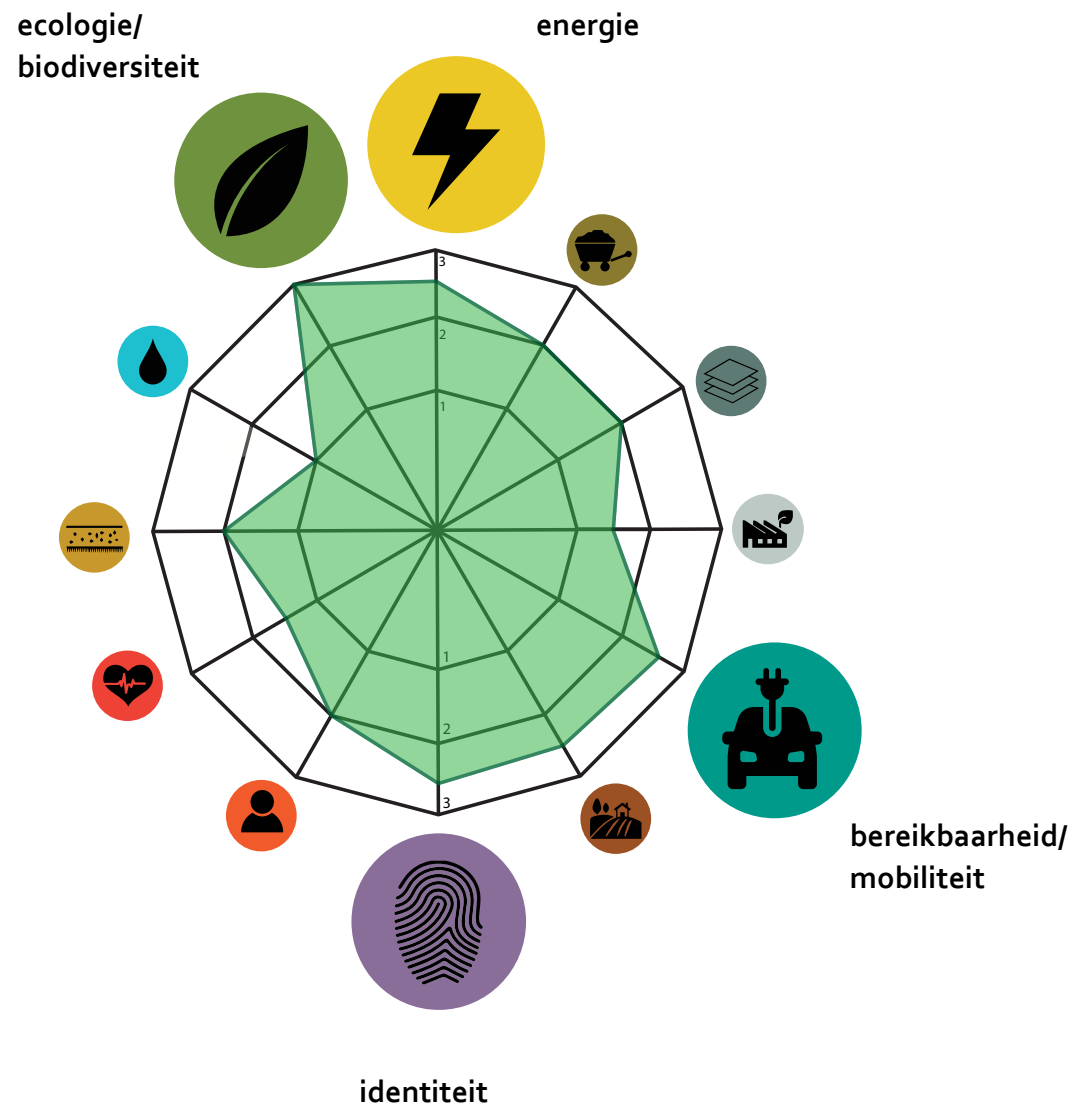 ecologie/
biodiversiteit
energie
3
2
1
1
2
3
bereikbaarheid/
mobiliteit
identiteit